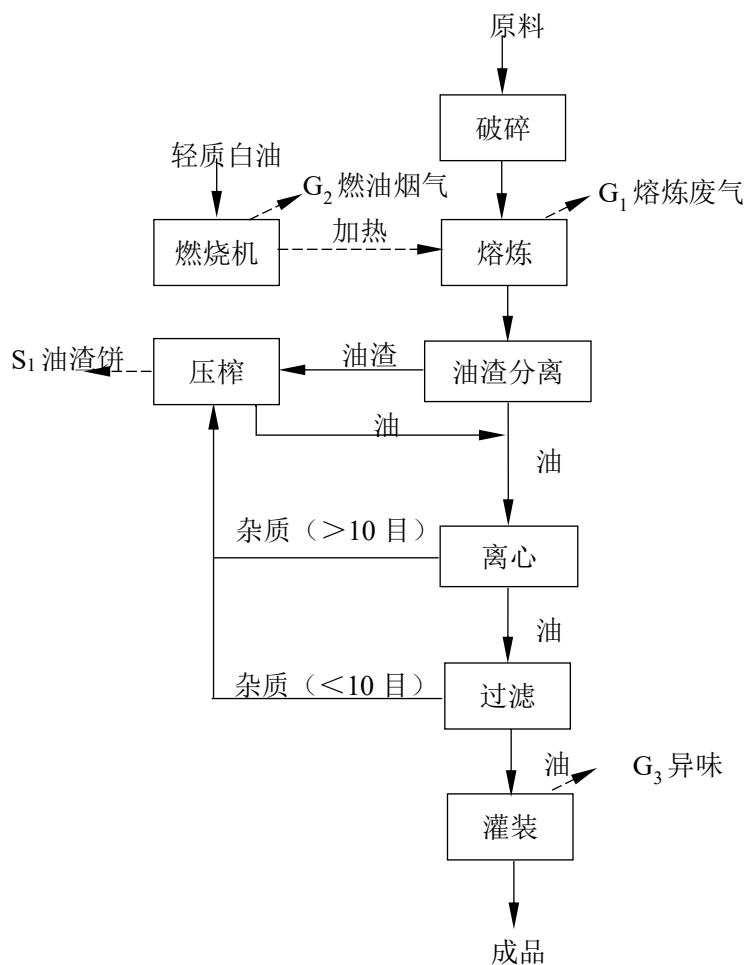 原料
破碎
轻质白油
G₂燃油烟气
G₁熔炼废气
燃烧机
加热
熔炼
S₁油渣饼
压榨
油渣
油渣分离
油
油
杂质（＞10目）
离心
油
杂质（＜10目）
过滤
油
G₃异味
灌装
成品